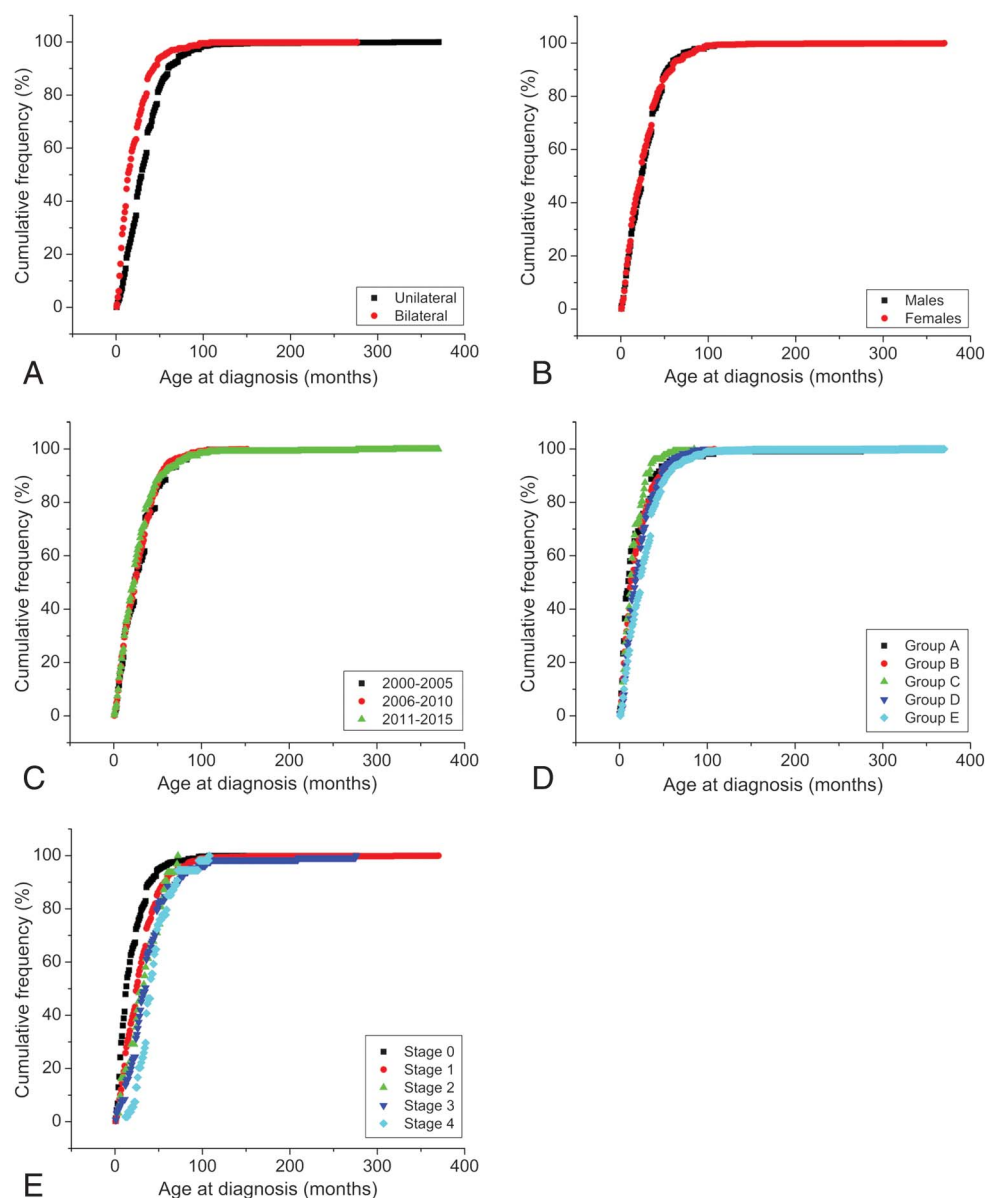 100
80
60
40
20
0
Cumulative frequency (%)
Unilateral
Bilateral
0 100 200 300 400
Age at diagnosis (months)
A
100
80
60
40
20
0
Cumulative frequency (%)
Males
Females
0 100 200 300 400
Age at diagnosis (months)
B
100
80
60
40
20
0
Cumulative frequency (%)
2000-2005
2006-2010
2011-2015
0 100 200 300 400
Age at diagnosis (months)
C
100
80
60
40
20
0
Cumulative frequency (%)
Group A
Group B
Group C
Group D
Group E
0 100 200 300 400
Age at diagnosis (months)
D
100
80
60
40
20
0
Cumulative frequency (%)
Stage 0
Stage 1
Stage 2
Stage 3
Stage 4
0 100 200 300 400
Age at diagnosis (months)
E